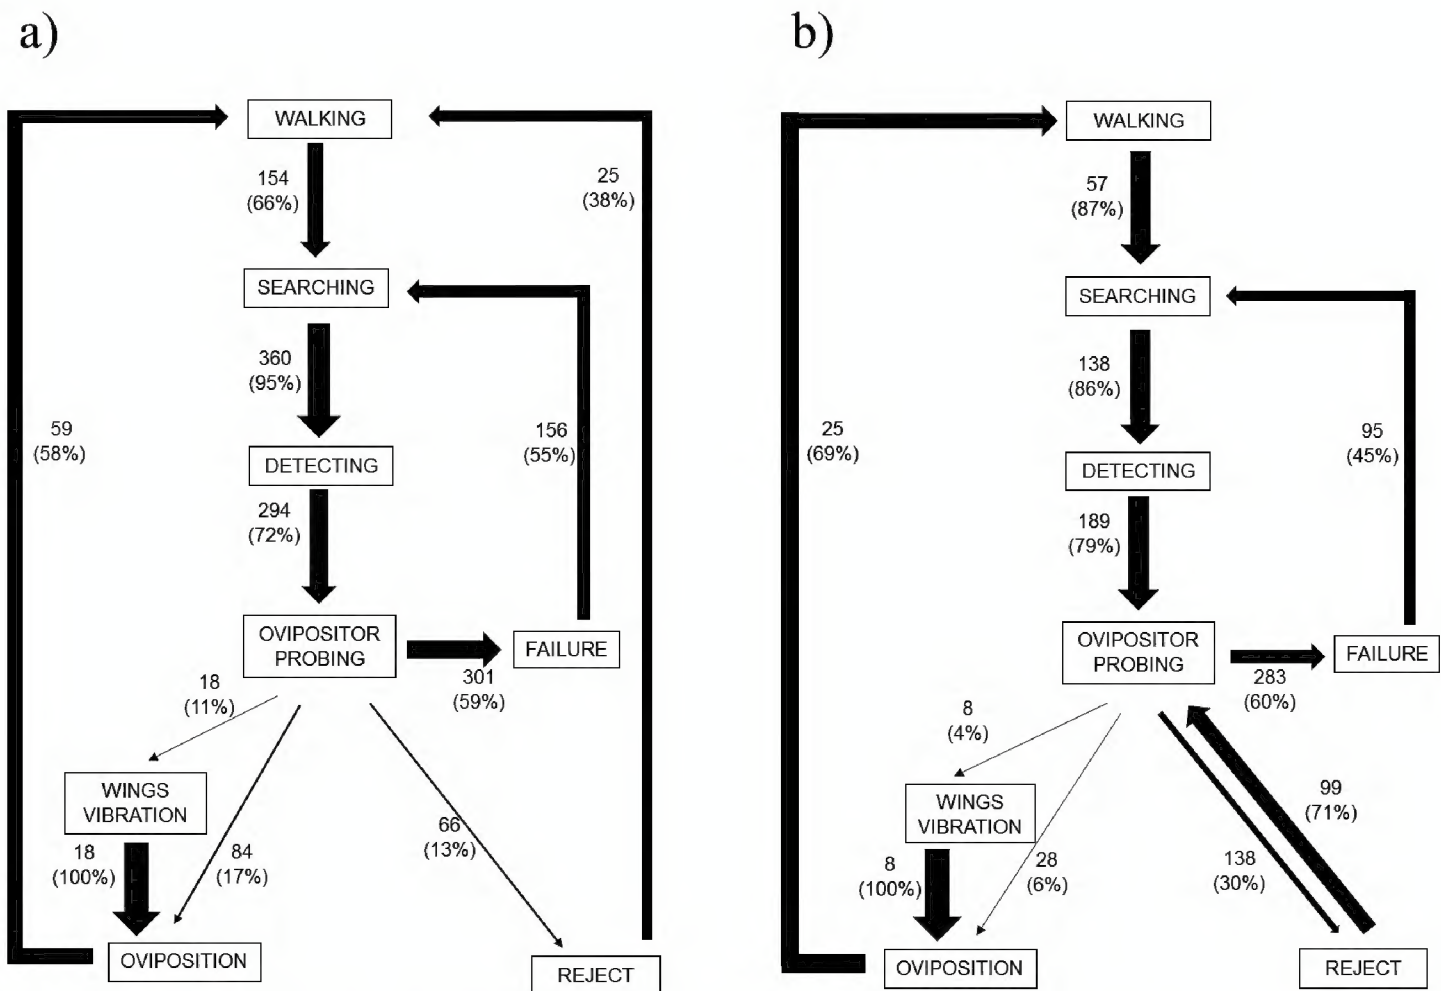 a)
WALKING
154
(66%)
25
(38%)
SEARCHING
360
(95%)
59
(58%)
156
(55%)
DETECTING
294
(72%)
OVIPOSITOR
PROBING
FAILURE
301
(59%)
18
(11%)
WINGS
VIBRATION
18
(100%)
84
(17%)
66
(13%)
OVIPOSITION
REJECT
b)
WALKING
57
(87%)
SEARCHING
138
(86%)
25
(69%)
95
(45%)
DETECTING
189
(79%)
OVIPOSITOR
PROBING
FAILURE
283
(60%)
8
(4%)
WINGS
VIBRATION
99
(71%)
8
(100%)
28
(6%)
138
(30%)
OVIPOSITION
REJECT